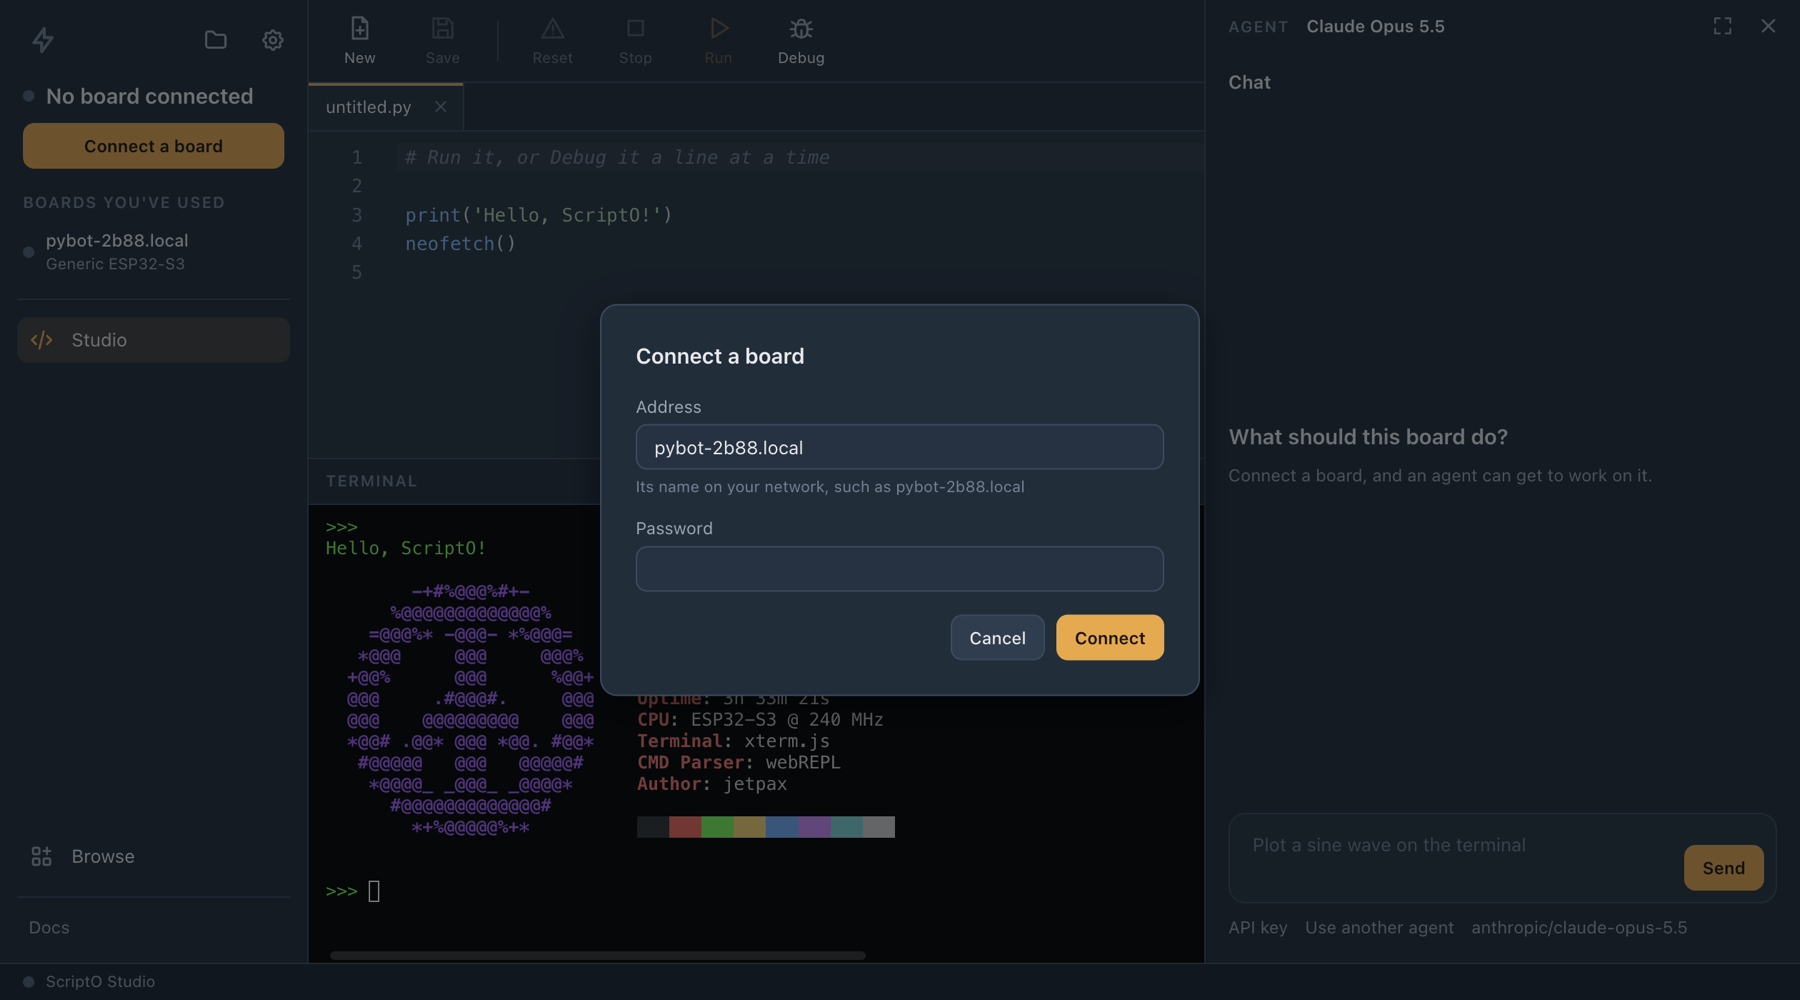 No board connected
Connect a board
BOARDS YOU'VE USED
pybot-2b88.local
Generic ESP32-S3
Studio
Browse
Docs
ScriptO Studio
New
Save
Reset
Stop
Run
Debug
untitled.py
1 # Run it, or Debug it a line at a time
2
3 print('Hello, ScriptO!')
4 neofetch()
5
TERMINAL
>>>
Hello, ScriptO!
-+#%@@@%#+-
%@@@@@@@@@@@@@%
=@@@%* -@@@- *%@@@=
*@@@     @@@     @@@%
+@@%      @@@      %@@+
@@@     .#@@@#.     @@@
@@@    @@@@@@@@@    @@@
*@@# .@@* @@@ *@@. #@@*
#@@@@@   @@@   @@@@@#
*@@@@_ _@@@_ _@@@@*
#@@@@@@@@@@@@@#
*+%@@@@@%+*
Uptime: 3h 33m 21s
CPU: ESP32-S3 @ 240 MHz
Terminal: xterm.js
CMD Parser: webREPL
Author: jetpax
>>>
Connect a board
Address
pybot-2b88.local
Its name on your network, such as pybot-2b88.local
Password
Cancel
Connect
AGENT Claude Opus 5.5
Chat
What should this board do?
Connect a board, and an agent can get to work on it.
Plot a sine wave on the terminal
Send
API key
Use another agent
anthropic/claude-opus-5.5